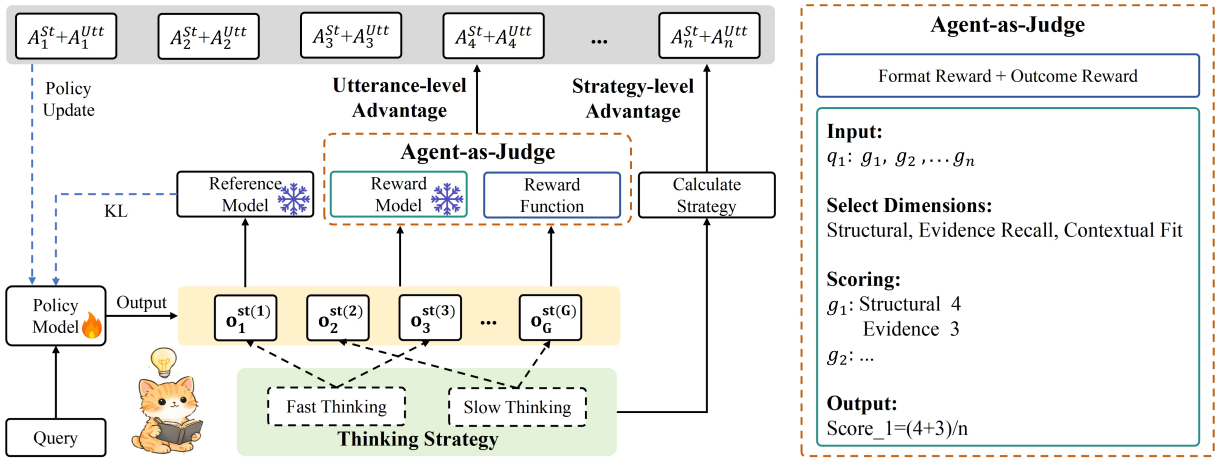 A_1^{St}+A_1^{Utt} A_2^{St}+A_2^{Utt} A_3^{St}+A_3^{Utt} A_4^{St}+A_4^{Utt} ... A_n^{St}+A_n^{Utt}
Policy
Update
Utterance-level
Advantage
Strategy-level
Advantage
Agent-as-Judge
Reference
Model
Reward
Model
Reward
Function
Calculate
Strategy
KL
Policy
Model
Output
o_1^{st(1)} o_2^{st(2)} o_3^{st(3)} ... o_G^{st(G)}
Fast Thinking
Slow Thinking
Thinking Strategy
Query
Agent-as-Judge
Format Reward + Outcome Reward
Input:
q_1: g_1, g_2 ,... g_n
Select Dimensions:
Structural, Evidence Recall, Contextual Fit
Scoring:
g_1: Structural 4
Evidence 3
g_2: ...
Output:
Score_1=(4+3)/n